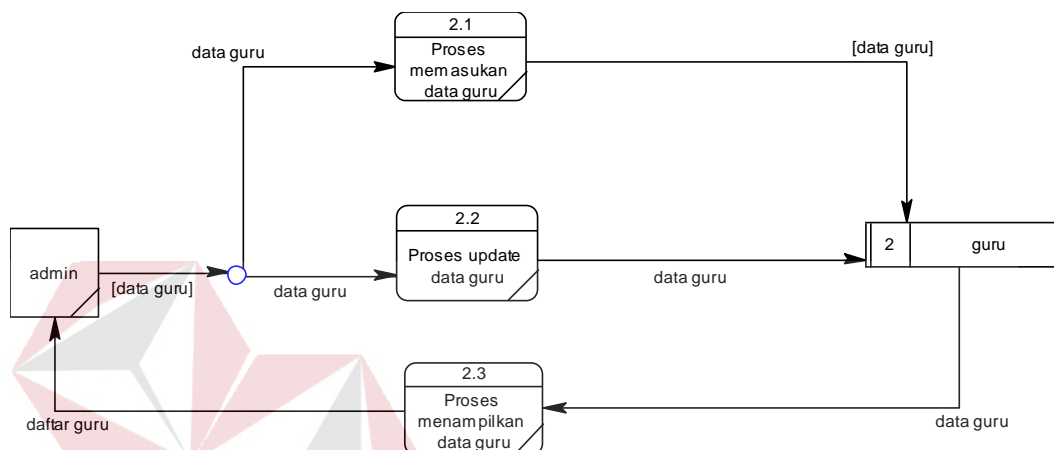 2.1
data guru
Proses
memasukan
data guru
[data guru]
2.2
Proses update
data guru
2
guru
admin
[data guru]
data guru
data guru
2.3
Proses
menampilkan
data guru
daftar guru
data guru